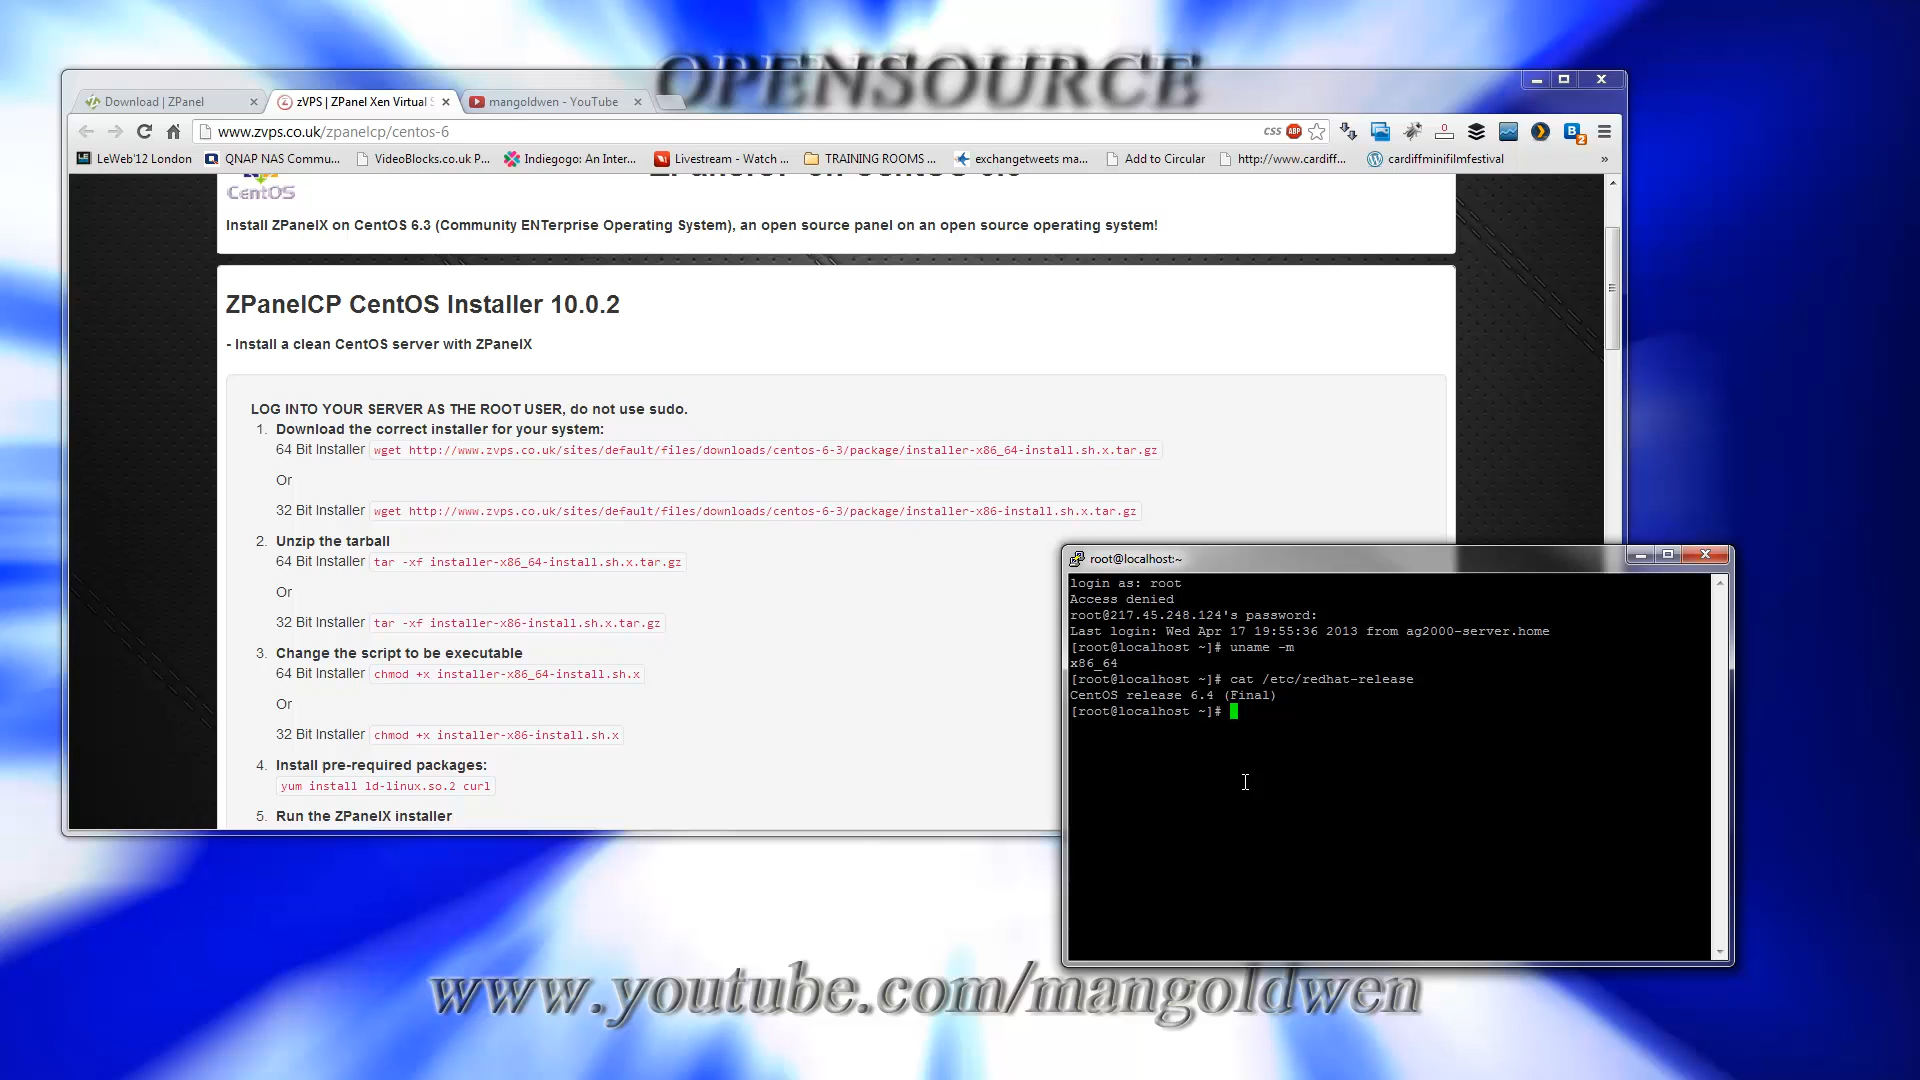 OPENSOURCE
Download | ZPanel
zVPS | ZPanel Xen Virtual S
mangoldwen - YouTube
www.zvps.co.uk/zpanelcp/centos-6
CSS
ABP
0
B
2
LeWeb'12 London
QNAP NAS Commu...
VideoBlocks.co.uk P...
Indiegogo: An Inter...
Livestream - Watch ...
TRAINING ROOMS ...
exchangetweets ma...
Add to Circular
http://www.cardiff...
cardiffminifilmfestival
»
CentOS
Install ZPanelX on CentOS 6.3 (Community ENTerprise Operating System), an open source panel on an open source operating system!
ZPanelCP CentOS Installer 10.0.2
- Install a clean CentOS server with ZPanelX
LOG INTO YOUR SERVER AS THE ROOT USER, do not use sudo.
1. Download the correct installer for your system:
64 Bit Installer wget http://www.zvps.co.uk/sites/default/files/downloads/centos-6-3/package/installer-x86_64-install.sh.x.tar.gz
Or
32 Bit Installer wget http://www.zvps.co.uk/sites/default/files/downloads/centos-6-3/package/installer-x86-install.sh.x.tar.gz
2. Unzip the tarball
64 Bit Installer tar -xf installer-x86_64-install.sh.x.tar.gz
Or
32 Bit Installer tar -xf installer-x86-install.sh.x.tar.gz
3. Change the script to be executable
64 Bit Installer chmod +x installer-x86_64-install.sh.x
Or
32 Bit Installer chmod +x installer-x86-install.sh.x
4. Install pre-required packages:
yum install ld-linux.so.2 curl
5. Run the ZPanelX installer
root@localhost:~
login as: root
Access denied
root@217.45.248.124's password:
Last login: Wed Apr 17 19:55:36 2013 from ag2000-server.home
[root@localhost ~]# uname -m
x86_64
[root@localhost ~]# cat /etc/redhat-release
CentOS release 6.4 (Final)
[root@localhost ~]#
www.youtube.com/mangoldwen